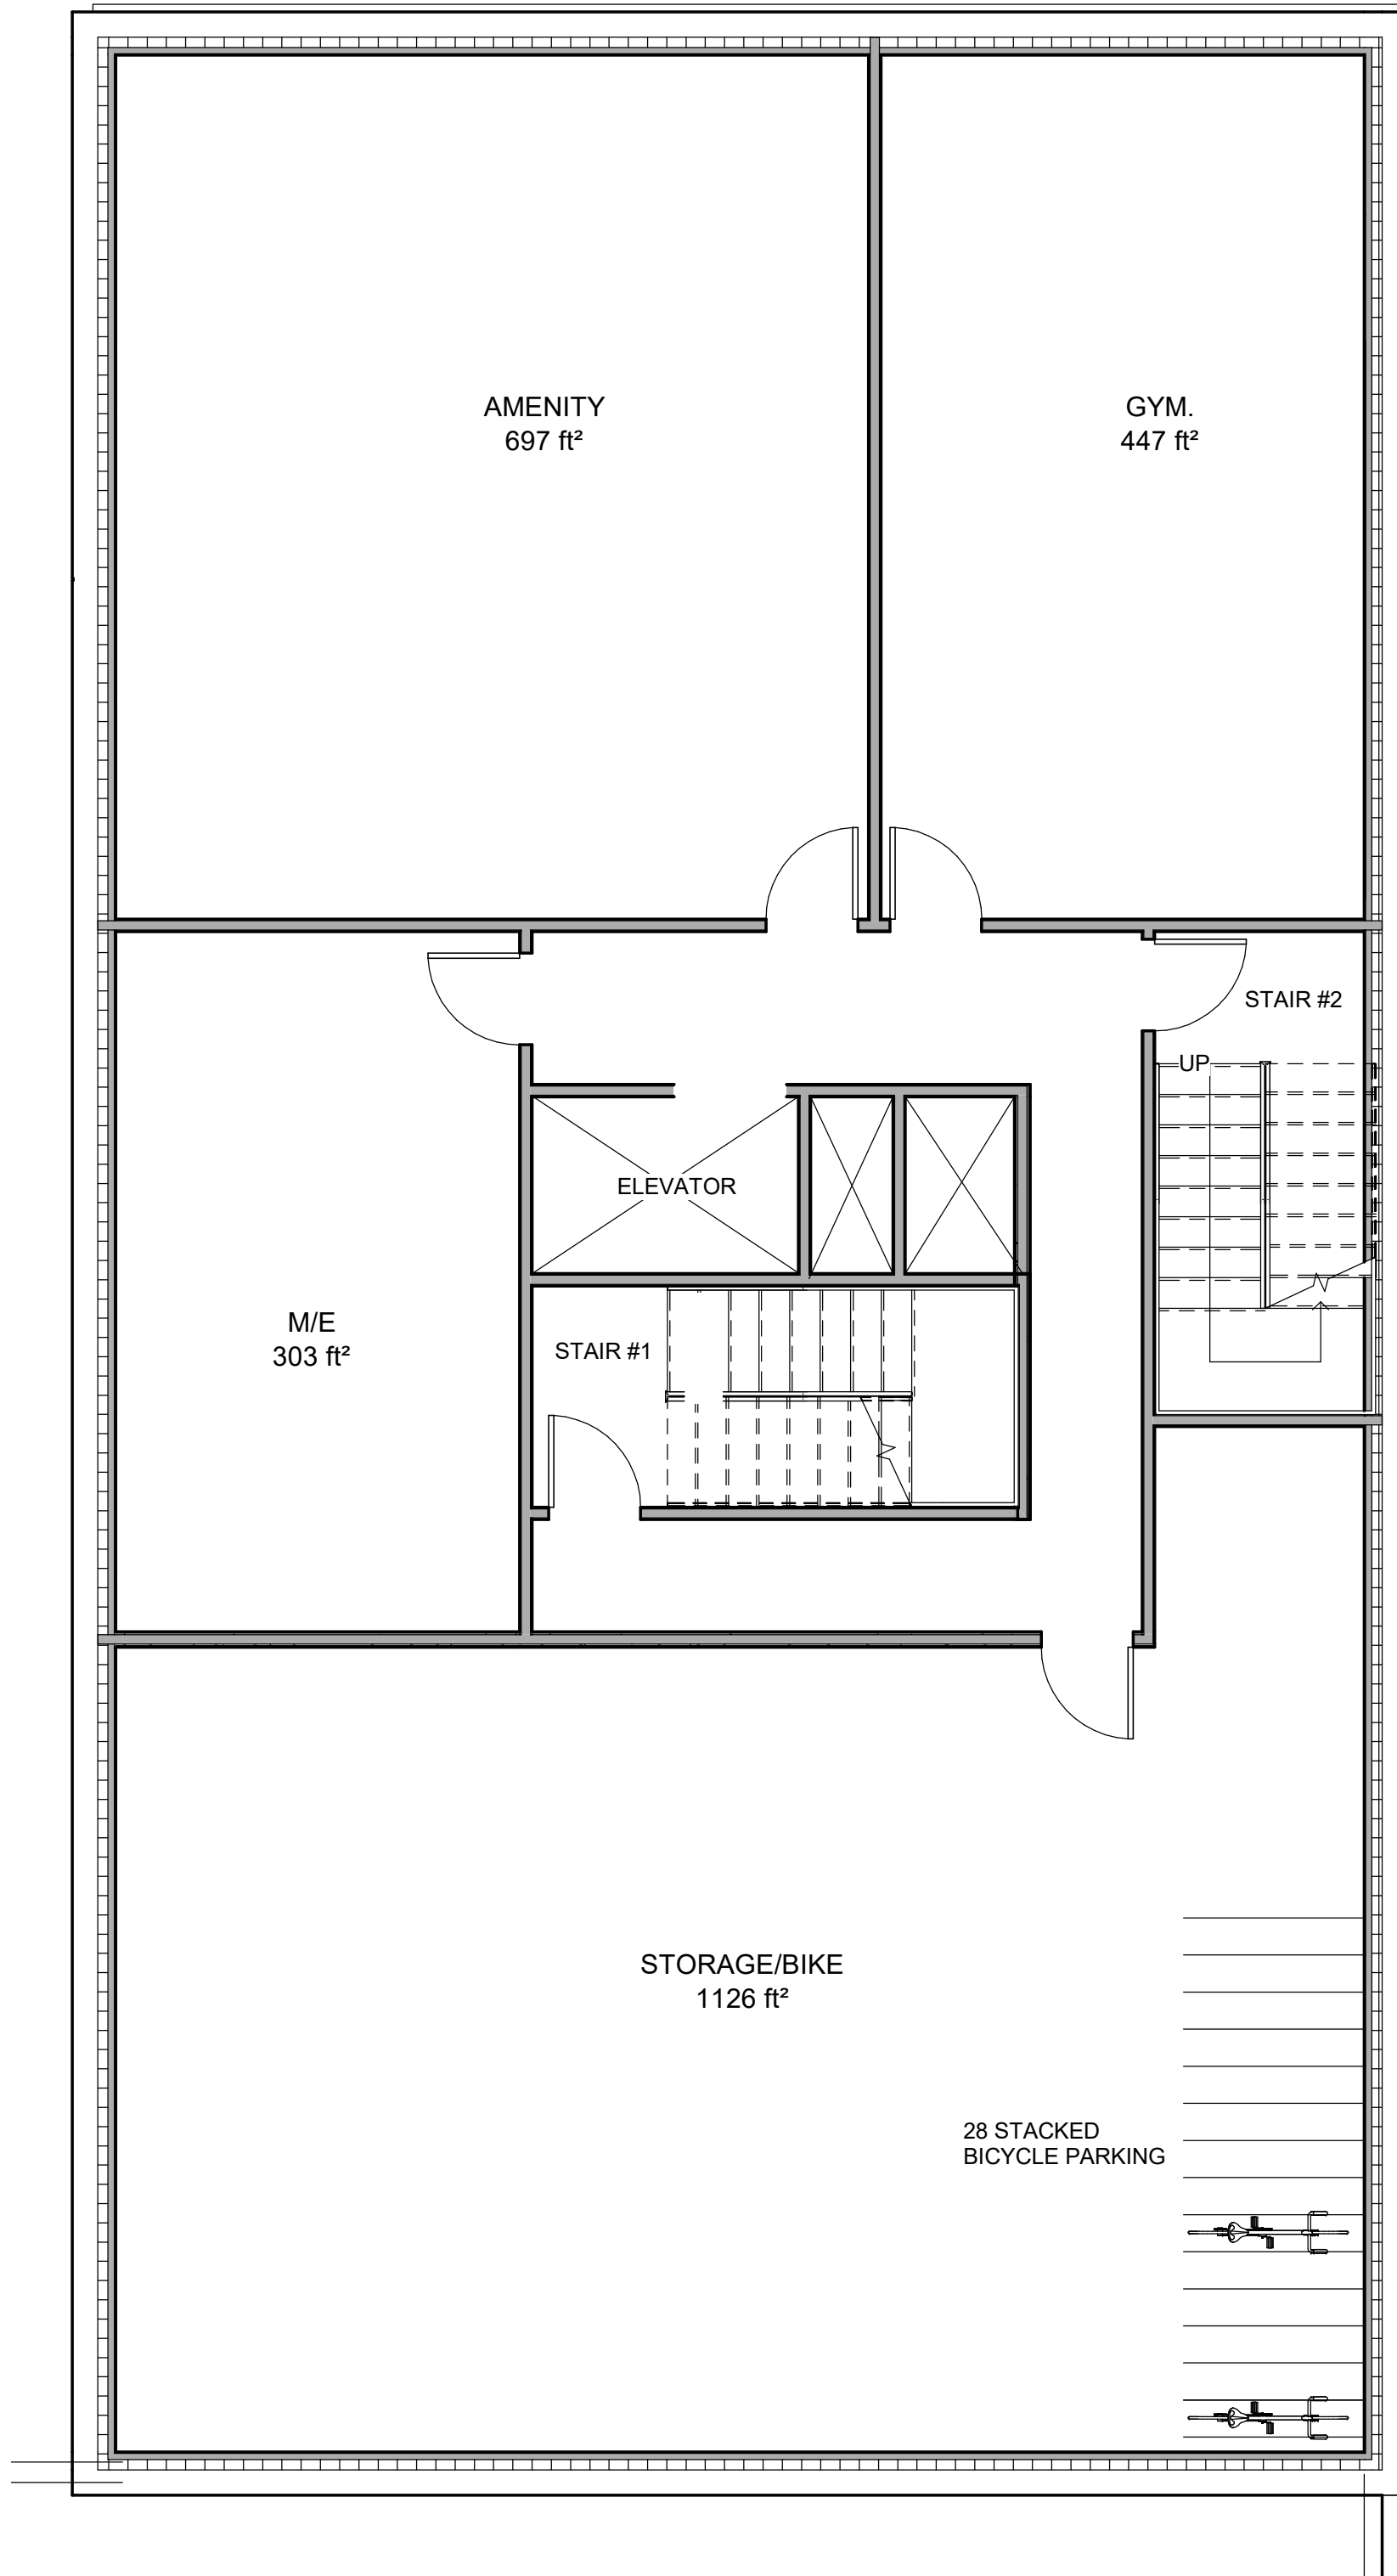 AMENITY
697 ft²
GYM.
447 ft²
STAIR #2
UP
ELEVATOR
M/E
303 ft²
STAIR #1
STORAGE/BIKE
1126 ft²
28 STACKED
BICYCLE PARKING